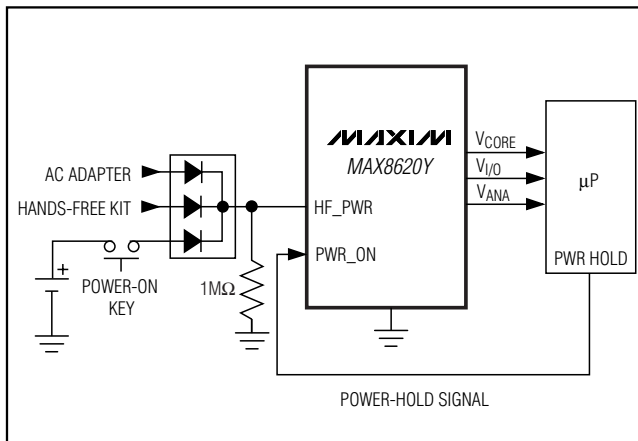 MAXIM
MAX8620Y
HF_PWR
PWR_ON
AC ADAPTER
HANDS-FREE KIT
+
POWER-ON
KEY
1MΩ
VCORE
VI/O
VANA
μP
PWR HOLD
POWER-HOLD SIGNAL